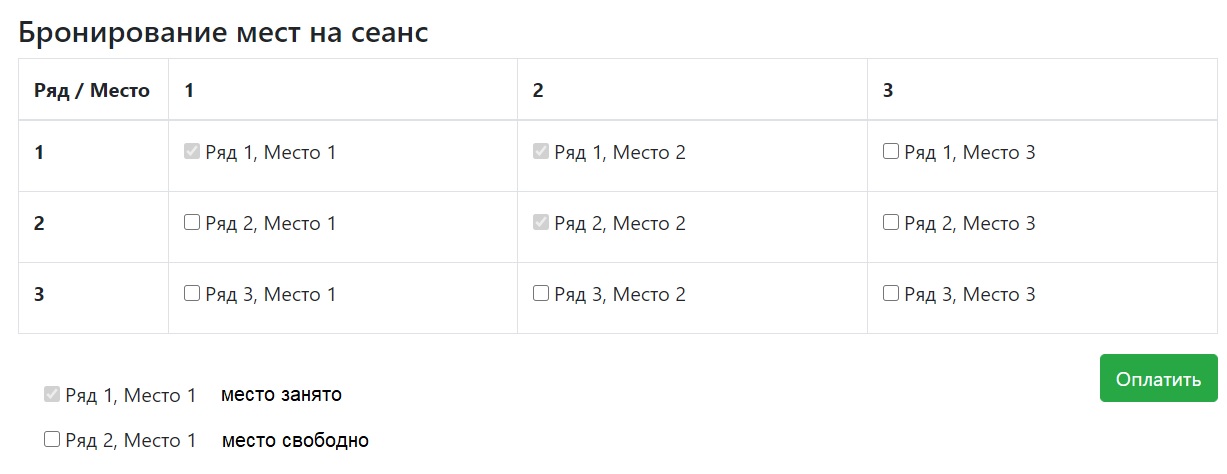 Бронирование мест на сеанс
Ряд / Место 1 2 3
1 Ряд 1, Место 1 Ряд 1, Место 2 Ряд 1, Место 3
2 Ряд 2, Место 1 Ряд 2, Место 2 Ряд 2, Место 3
3 Ряд 3, Место 1 Ряд 3, Место 2 Ряд 3, Место 3
Оплатить
Ряд 1, Место 1 место занято
Ряд 2, Место 1 место свободно